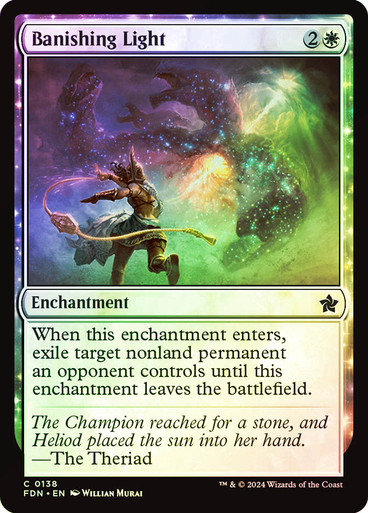 Banishing Light 2
Enchantment
When this enchantment enters,
exile target nonland permanent
an opponent controls until this
enchantment leaves the battlefield.
The Champion reached for a stone, and
Heliod placed the sun into her hand.
—The Theriad
C 0138
FDN • EN Willian Murai
™ & © 2024 Wizards of the Coast